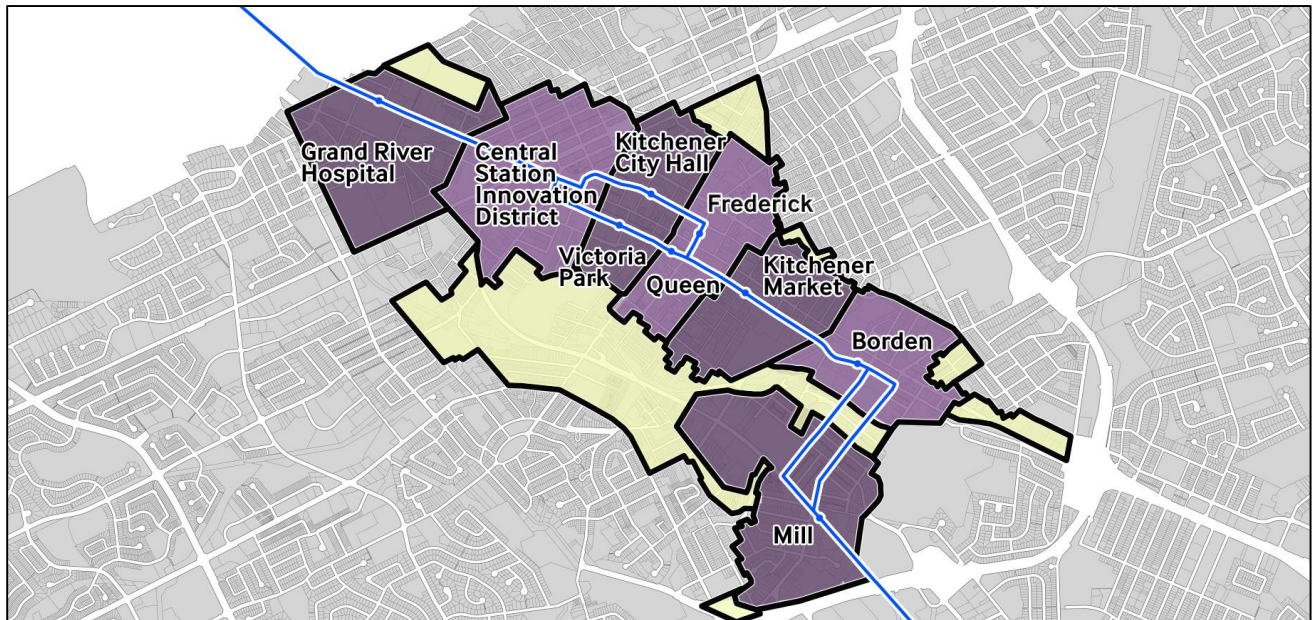 Grand River
Hospital
Central
Station
Innovation
District
Kitchener
City Hall
Frederick
Victoria
Park
Queen
Kitchener
Market
Borden
Mill